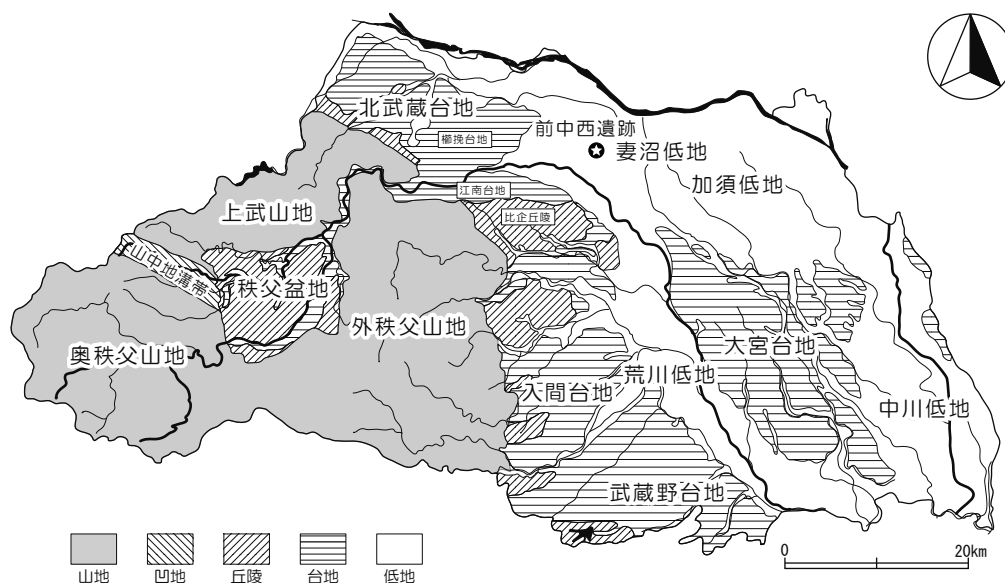 北武蔵台地
櫛挽台地
前中西遺跡
妻沼低地
加須低地
江南台地
比企丘陵
上武山地
山中地溝帯
秩父盆地
外秩父山地
奥秩父山地
大宮台地
荒川低地
入間台地
中川低地
武蔵野台地
山地
凹地
丘陵
台地
低地
0
20km